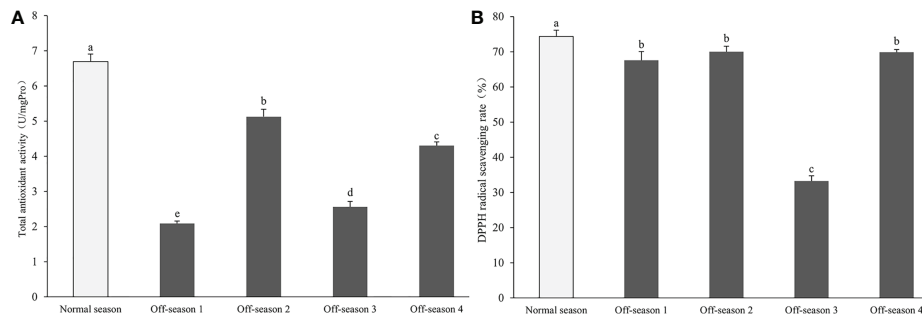 A
Total antioxidant activity（U/mgPro）
8
7
6
5
4
3
2
1
0
a
e
b
d
c
Normal season Off-season 1 Off-season 2 Off-season 3 Off-season 4
B
DPPH radical scavenging rate（%）
80
70
60
50
40
30
20
10
0
a
b
b
c
b
Normal season Off-season 1 Off-season 2 Off-season 3 Off-season 4